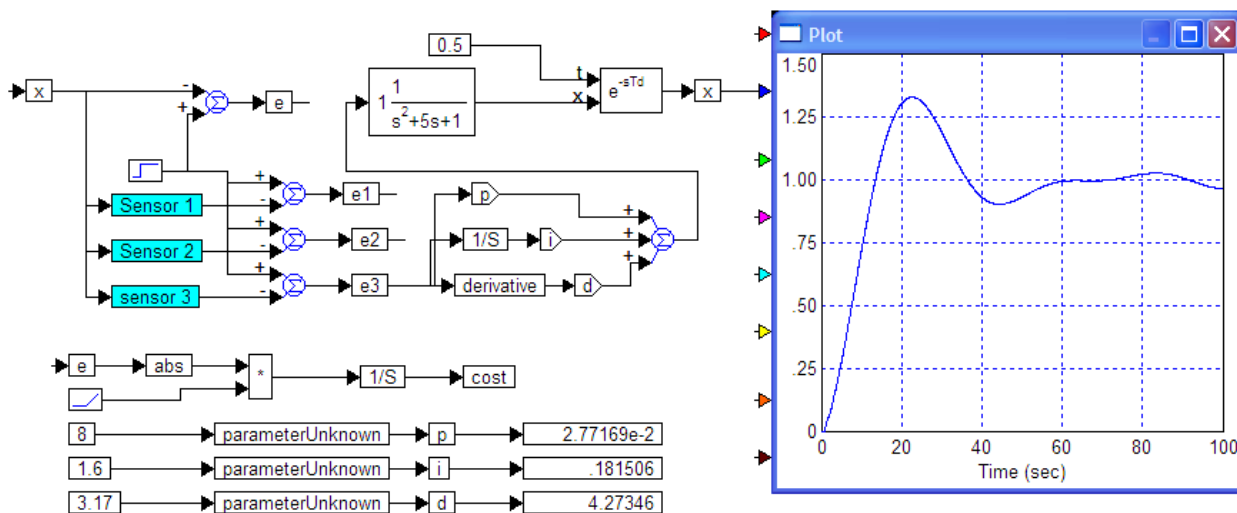 Plot
0.5
t
x
e^-sTd
x
x
-
+
Σ
e
1 1
s^2+5s+1
1.50
1.25
1.00
.75
.50
.25
0
0 20 40 60 80 100
Time (sec)
+
-
Σ
e1
Sensor 1
p
+
-
Σ
e2
Sensor 2
1/S
i
+
+
+
Σ
+
-
Σ
e3
sensor 3
derivative
d
e
abs
*
1/S
cost
8 parameterUnknown p 2.77169e-2
1.6 parameterUnknown i .181506
3.17 parameterUnknown d 4.27346